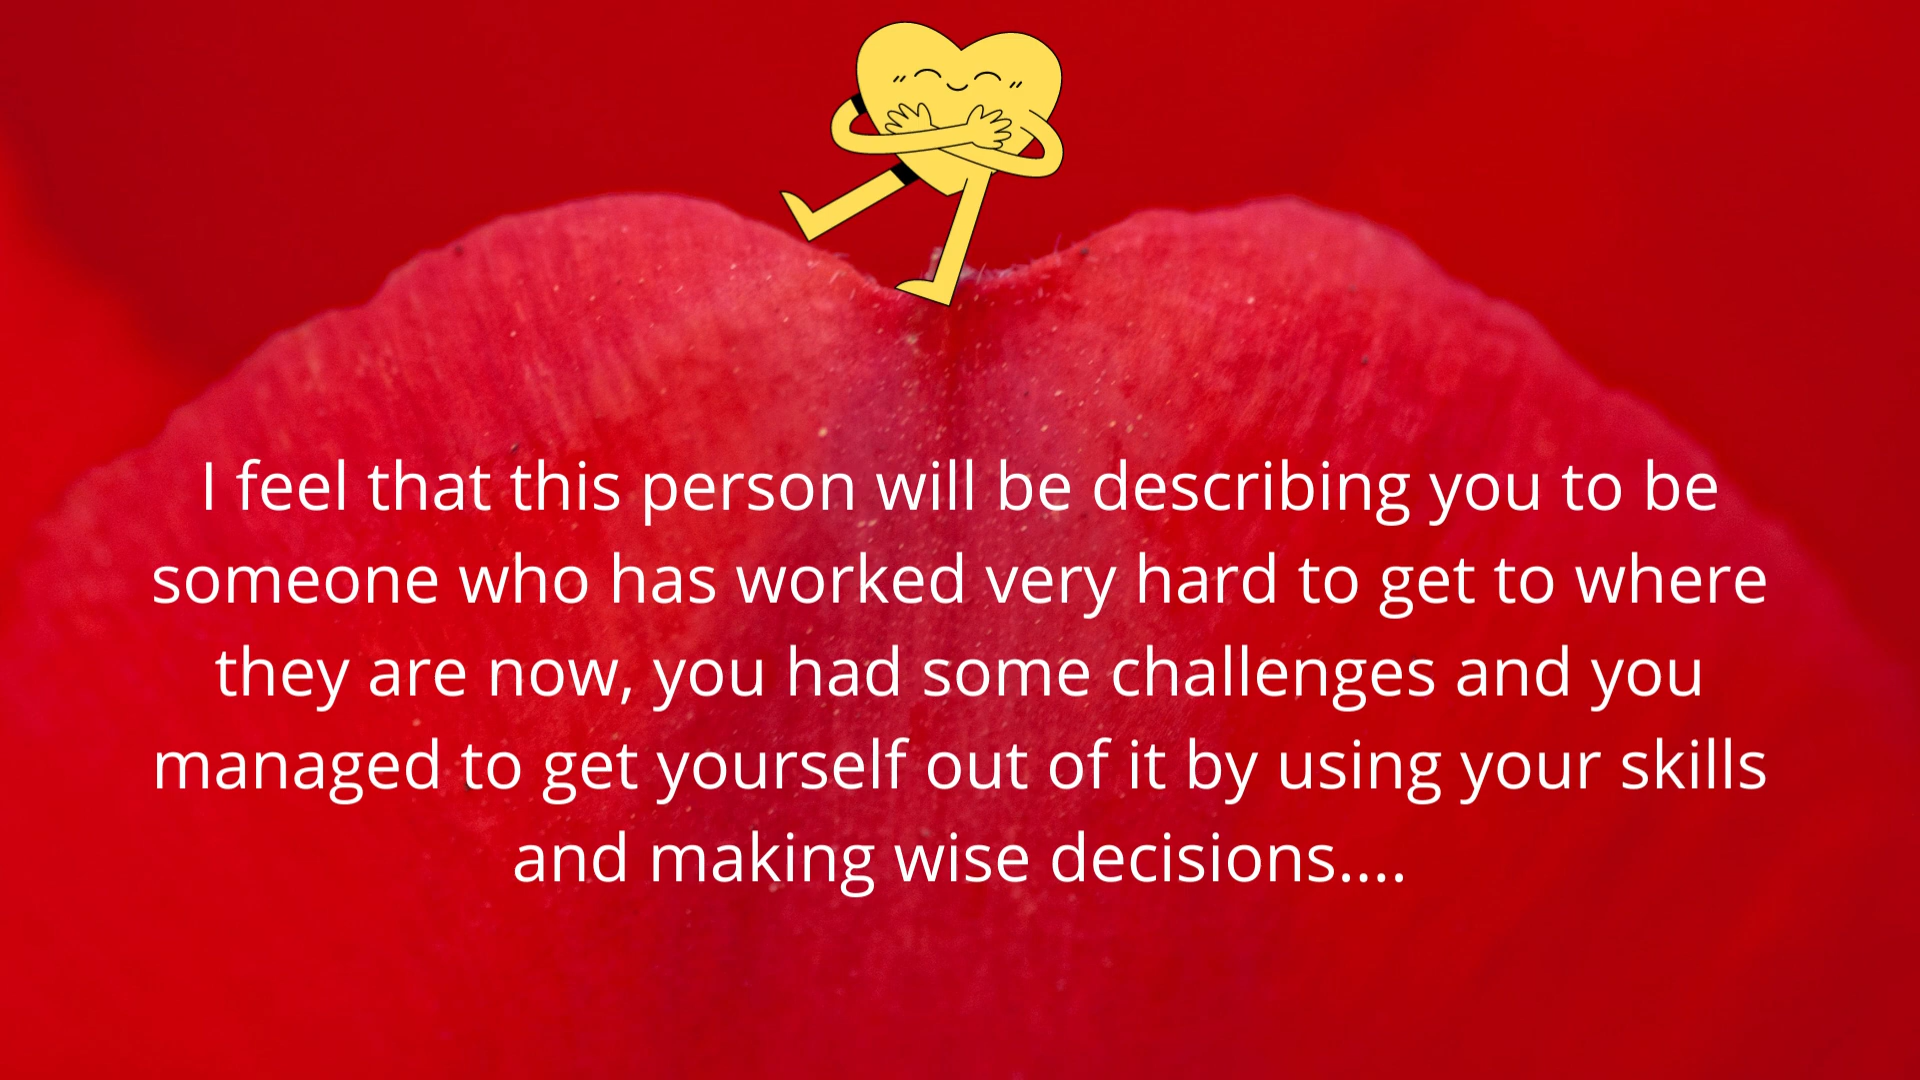 I feel that this person will be describing you to be
someone who has worked very hard to get to where
they are now, you had some challenges and you
managed to get yourself out of it by using your skills
and making wise decisions....